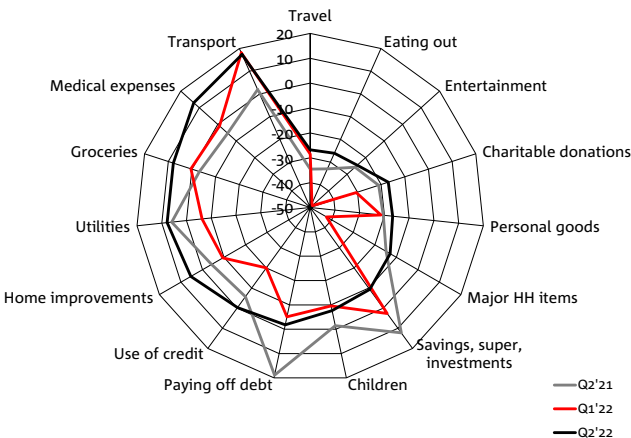 Travel
Transport
Eating out
Medical expenses
Entertainment
Groceries
Charitable donations
Utilities
Personal goods
Home improvements
Major HH items
Use of credit
Savings, super,
investments
Paying off debt
Children
20
10
0
-10
-20
-30
-40
-50
Q2'21
Q1'22
Q2'22